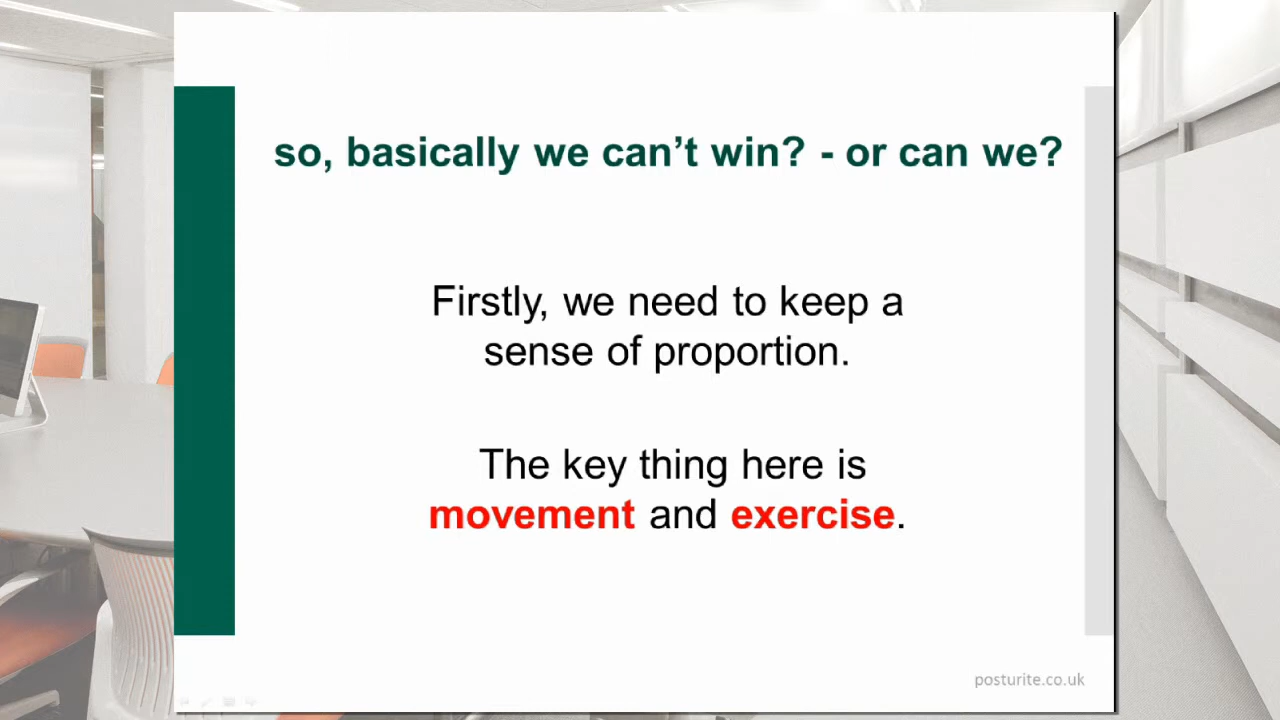 so, basically we can’t win? - or can we?
Firstly, we need to keep a
sense of proportion.
The key thing here is
movement and exercise.
posturite.co.uk